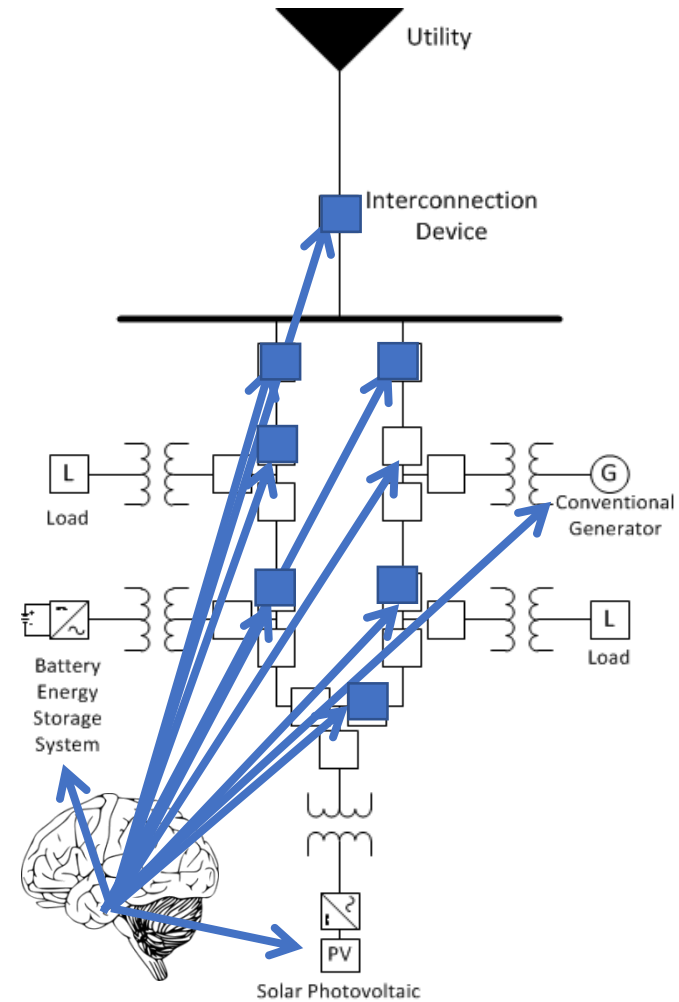 Utility
Interconnection
Device
L
Load
G
Conventional
Generator
Battery
Energy
Storage
System
L
Load
PV
Solar Photovoltaic